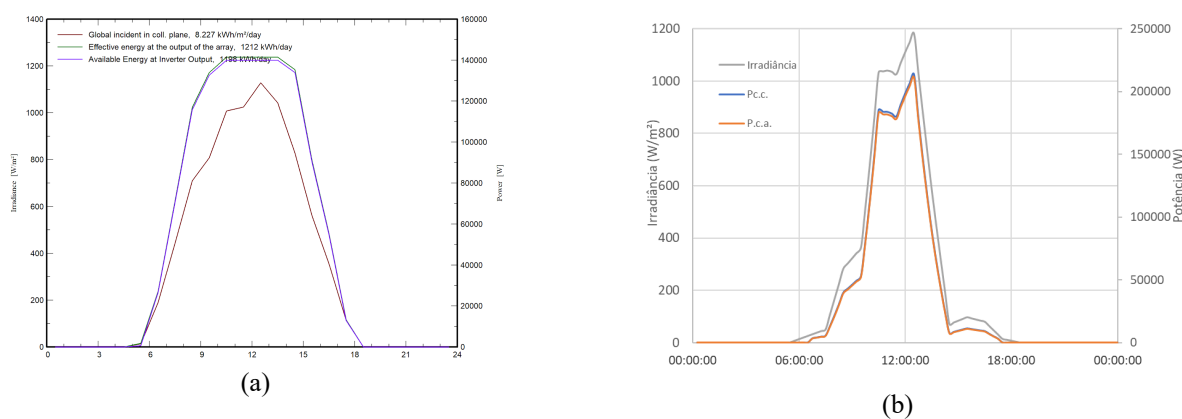 1400
1200
1000
800
600
400
200
0
Irradiance [W/m²]
Global incident in coll. plane, 8.227 kWh/m²/day
Effective energy at the output of the array, 1212 kWh/day
Available Energy at Inverter Output, 1198 kWh/day
160000
140000
120000
100000
80000
60000
40000
20000
0
Power [W]
0 3 6 9 12 15 18 21 24
(a)
1200
1000
800
600
400
200
0
Irradiância (W/m²)
Irradiância
Pc.c.
P.c.a.
250000
200000
150000
100000
50000
0
Potência (W)
00:00:00 06:00:00 12:00:00 18:00:00 00:00:00
(b)